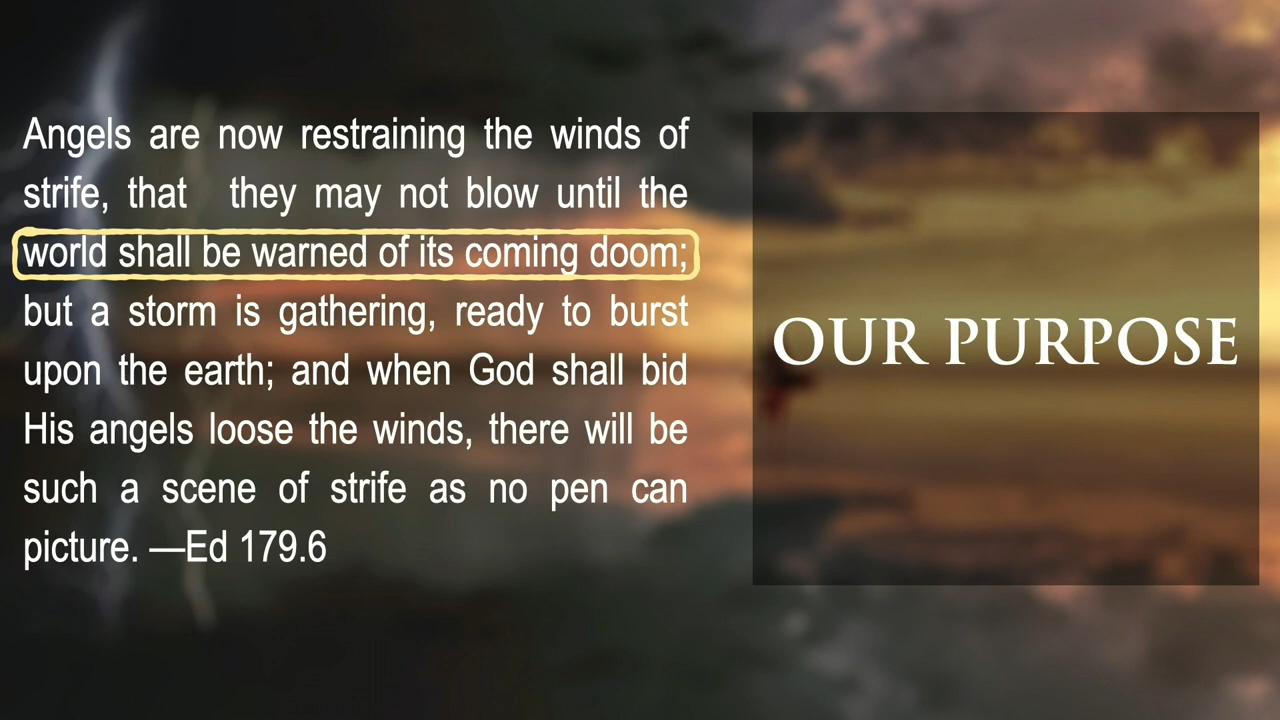 Angels are now restraining the winds of
strife, that they may not blow until the
world shall be warned of its coming doom;
but a storm is gathering, ready to burst
upon the earth; and when God shall bid
His angels loose the winds, there will be
such a scene of strife as no pen can
picture. —Ed 179.6
OUR PURPOSE